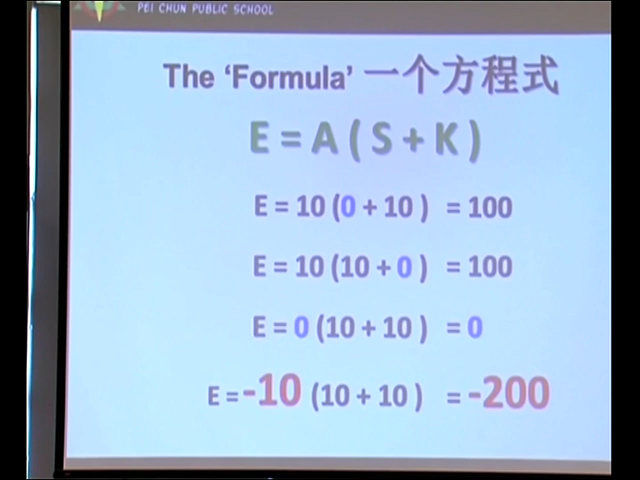 PEI CHUN PUBLIC SCHOOL
The ‘Formula’ 一个方程式
E = A ( S + K )
E = 10 (0 + 10 ) = 100
E = 10 (10 + 0 ) = 100
E = 0 (10 + 10 ) = 0
E = -10 (10 + 10 ) = -200